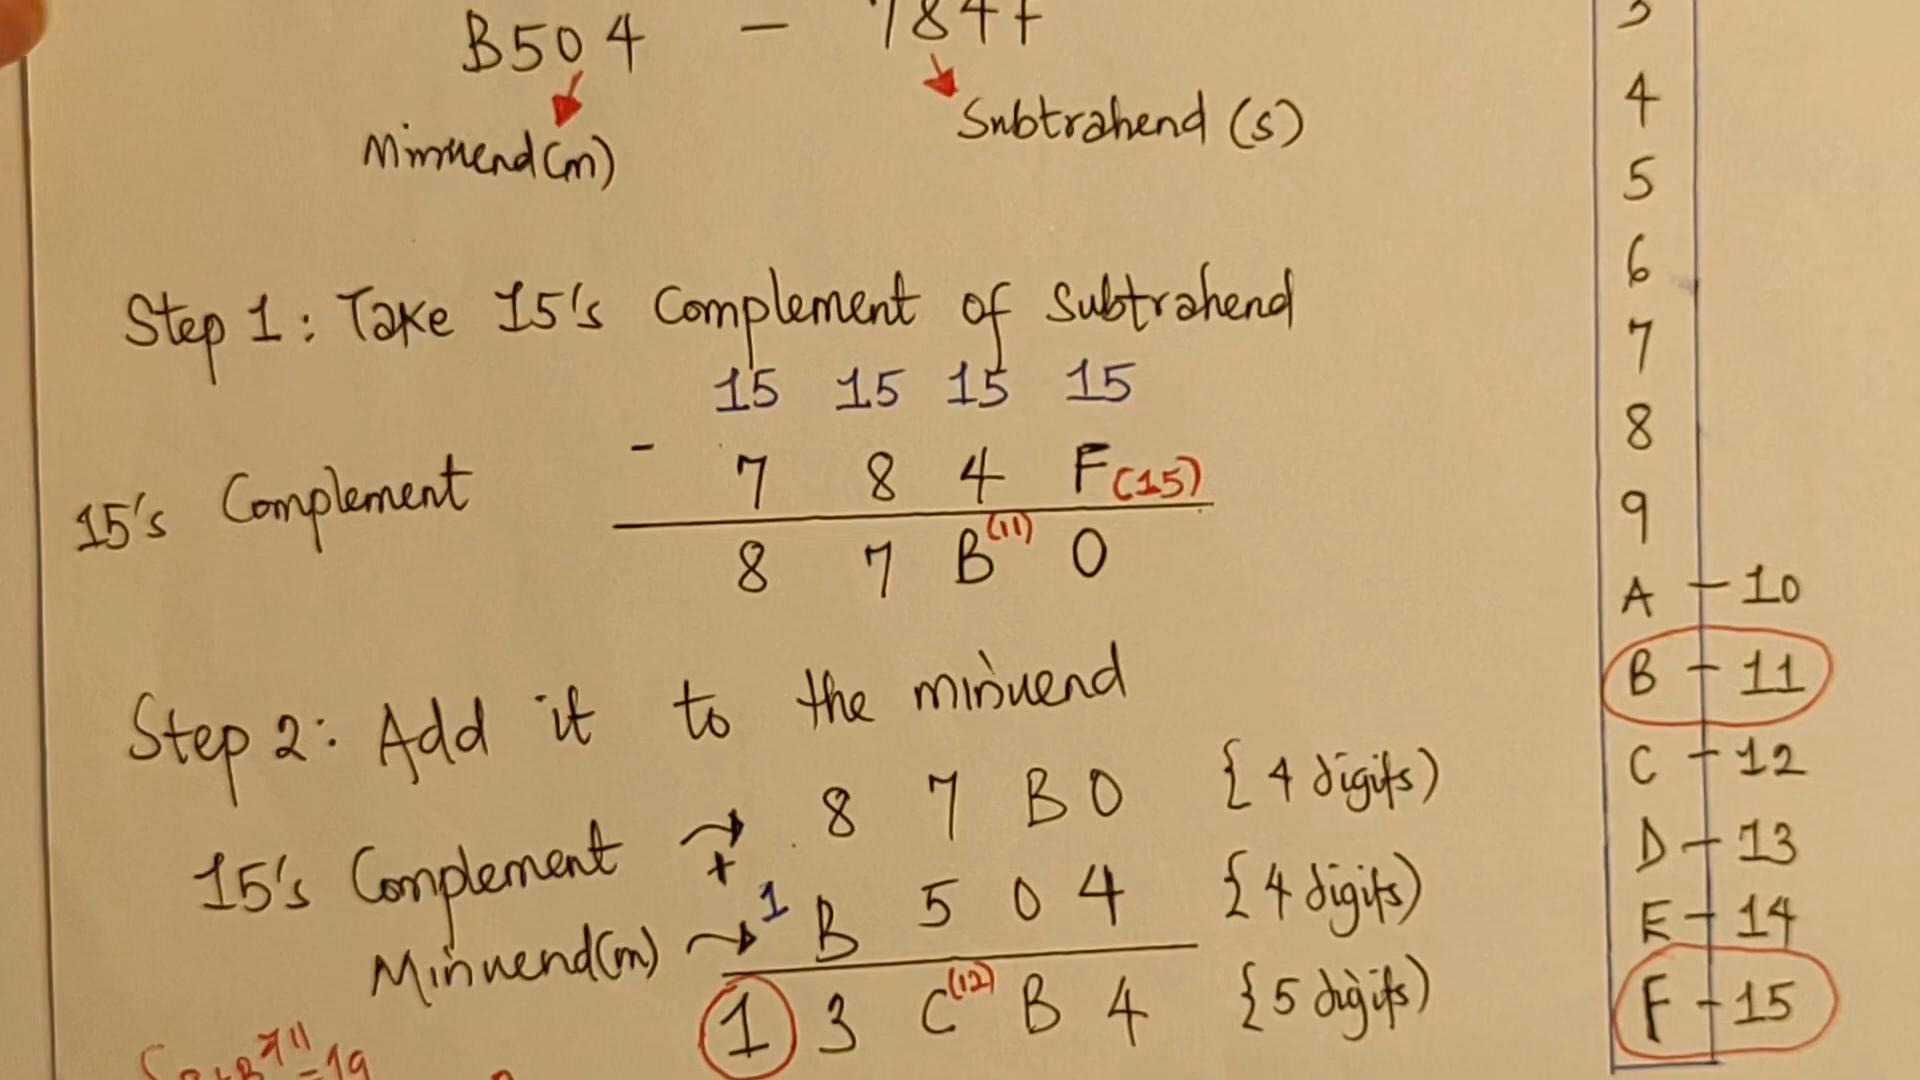 B504 - 784F
Minuend(m)
Subtrahend (s)
Step 1: Take 15's Complement of Subtrahend
15 15 15 15
- 7 8 4 F(15)
15's Complement
8 7 B(11) 0
Step 2: Add it to the minuend
8 7 B 0 {4 digits)
15's Complement →
+
1
Minuend(m) → B 5 0 4 {4 digits)
1 3 C(12) B 4 {5 digits)
3
4
5
6
7
8
9
A - 10
B - 11
C - 12
D - 13
E - 14
F - 15